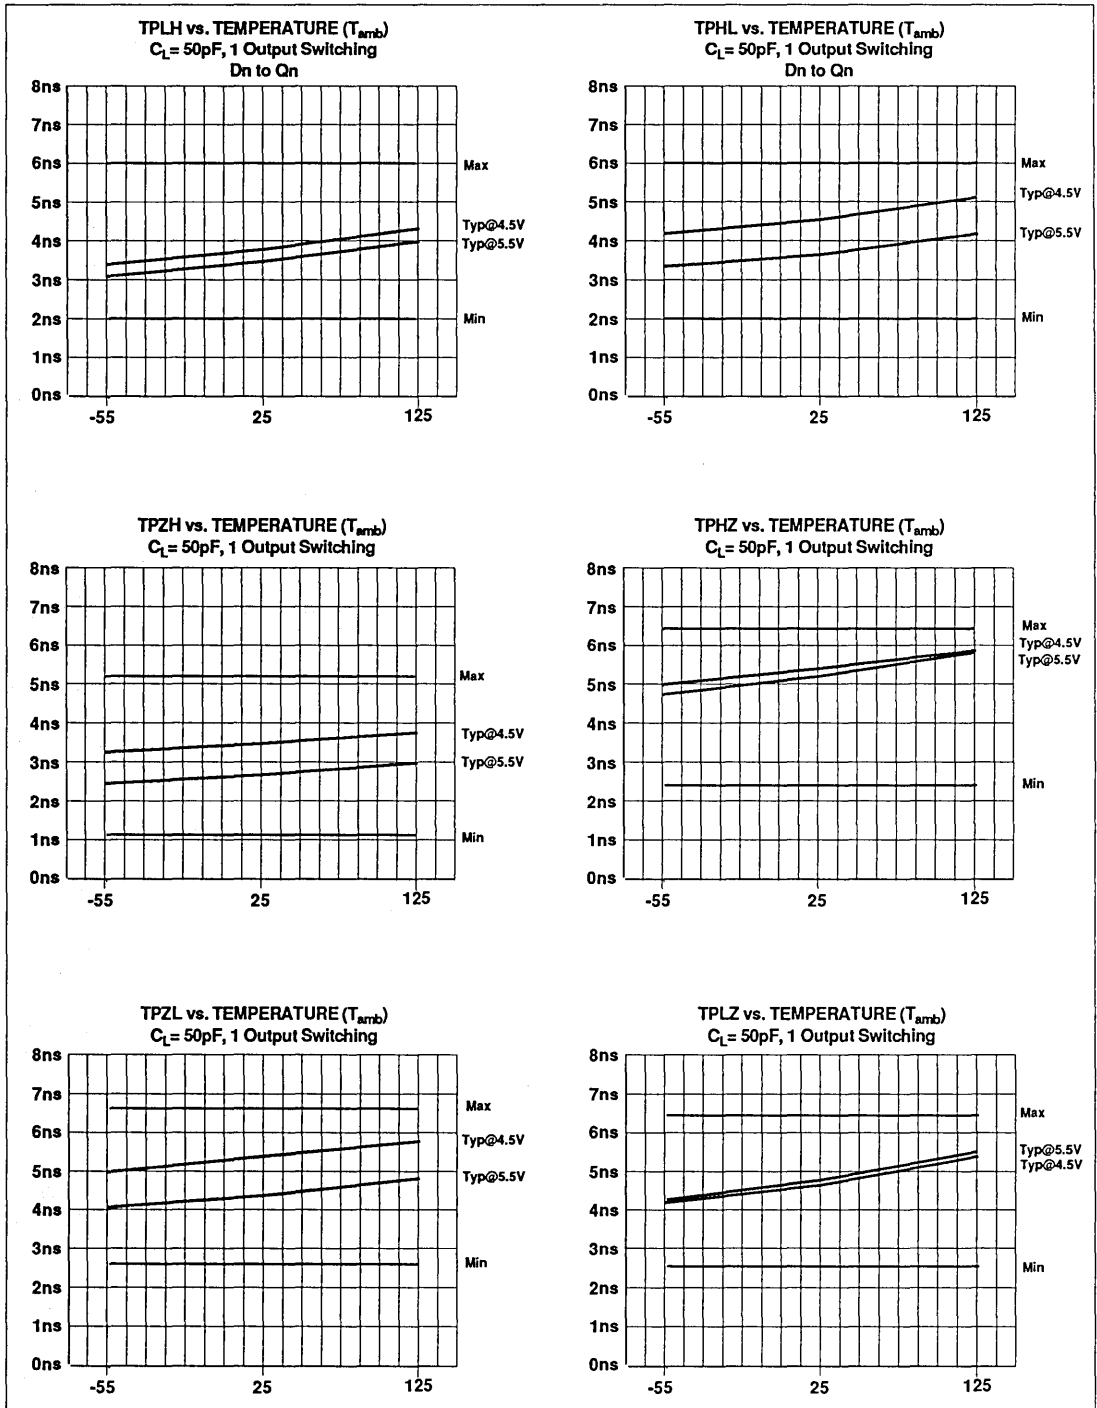 TPLH vs. TEMPERATURE (Tamb)
CL= 50pF, 1 Output Switching
Dn to Qn
8ns
7ns
6ns
5ns
4ns
3ns
2ns
1ns
0ns
-55
25
125
Max
Typ@4.5V
Typ@5.5V
Min
TPHL vs. TEMPERATURE (Tamb)
CL= 50pF, 1 Output Switching
Dn to Qn
8ns
7ns
6ns
5ns
4ns
3ns
2ns
1ns
0ns
-55
25
125
Max
Typ@4.5V
Typ@5.5V
Min
TPZH vs. TEMPERATURE (Tamb)
CL= 50pF, 1 Output Switching
8ns
7ns
6ns
5ns
4ns
3ns
2ns
1ns
0ns
-55
25
125
Max
Typ@4.5V
Typ@5.5V
Min
TPHZ vs. TEMPERATURE (Tamb)
CL= 50pF, 1 Output Switching
8ns
7ns
6ns
5ns
4ns
3ns
2ns
1ns
0ns
-55
25
125
Max
Typ@4.5V
Typ@5.5V
Min
TPZL vs. TEMPERATURE (Tamb)
CL= 50pF, 1 Output Switching
8ns
7ns
6ns
5ns
4ns
3ns
2ns
1ns
0ns
-55
25
125
Max
Typ@4.5V
Typ@5.5V
Min
TPLZ vs. TEMPERATURE (Tamb)
CL= 50pF, 1 Output Switching
8ns
7ns
6ns
5ns
4ns
3ns
2ns
1ns
0ns
-55
25
125
Max
Typ@5.5V
Typ@4.5V
Min